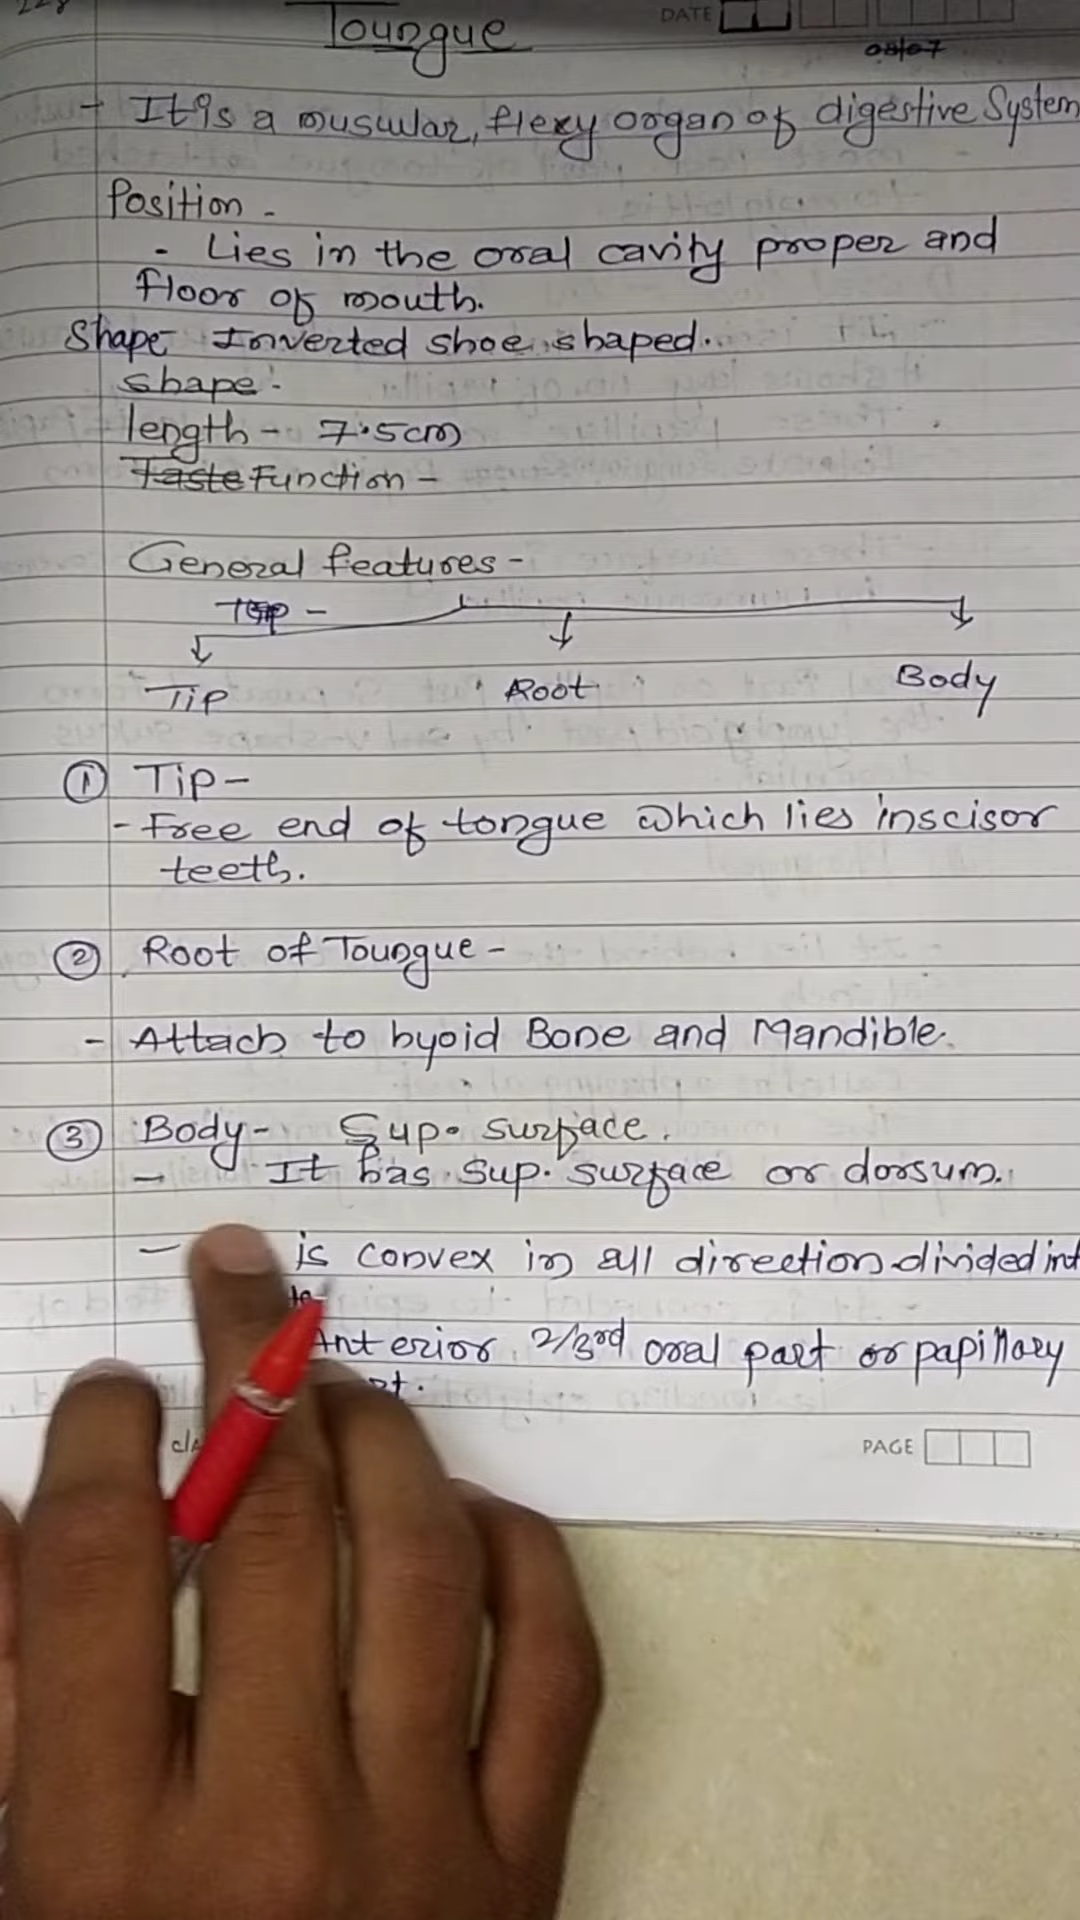 Toungue
DATE
08/07
- It is a muscular, flexy organ of digestive System
Position -
- Lies in the oral cavity proper and
floor of mouth.
Shape - Inverted shoe shaped.
shape -
length - 7.5cm
Taste Function -
General features -
Tip Root Body
① Tip -
- Free end of tongue which lies inscisor
teeth.
② Root of Toungue -
- Attach to hyoid Bone and Mandible.
③ Body - Sup. surface.
- It has sup. surface or dorsum.
- is convex in all direction divided int
Anterior 2/3rd oral part or papillary
PAGE